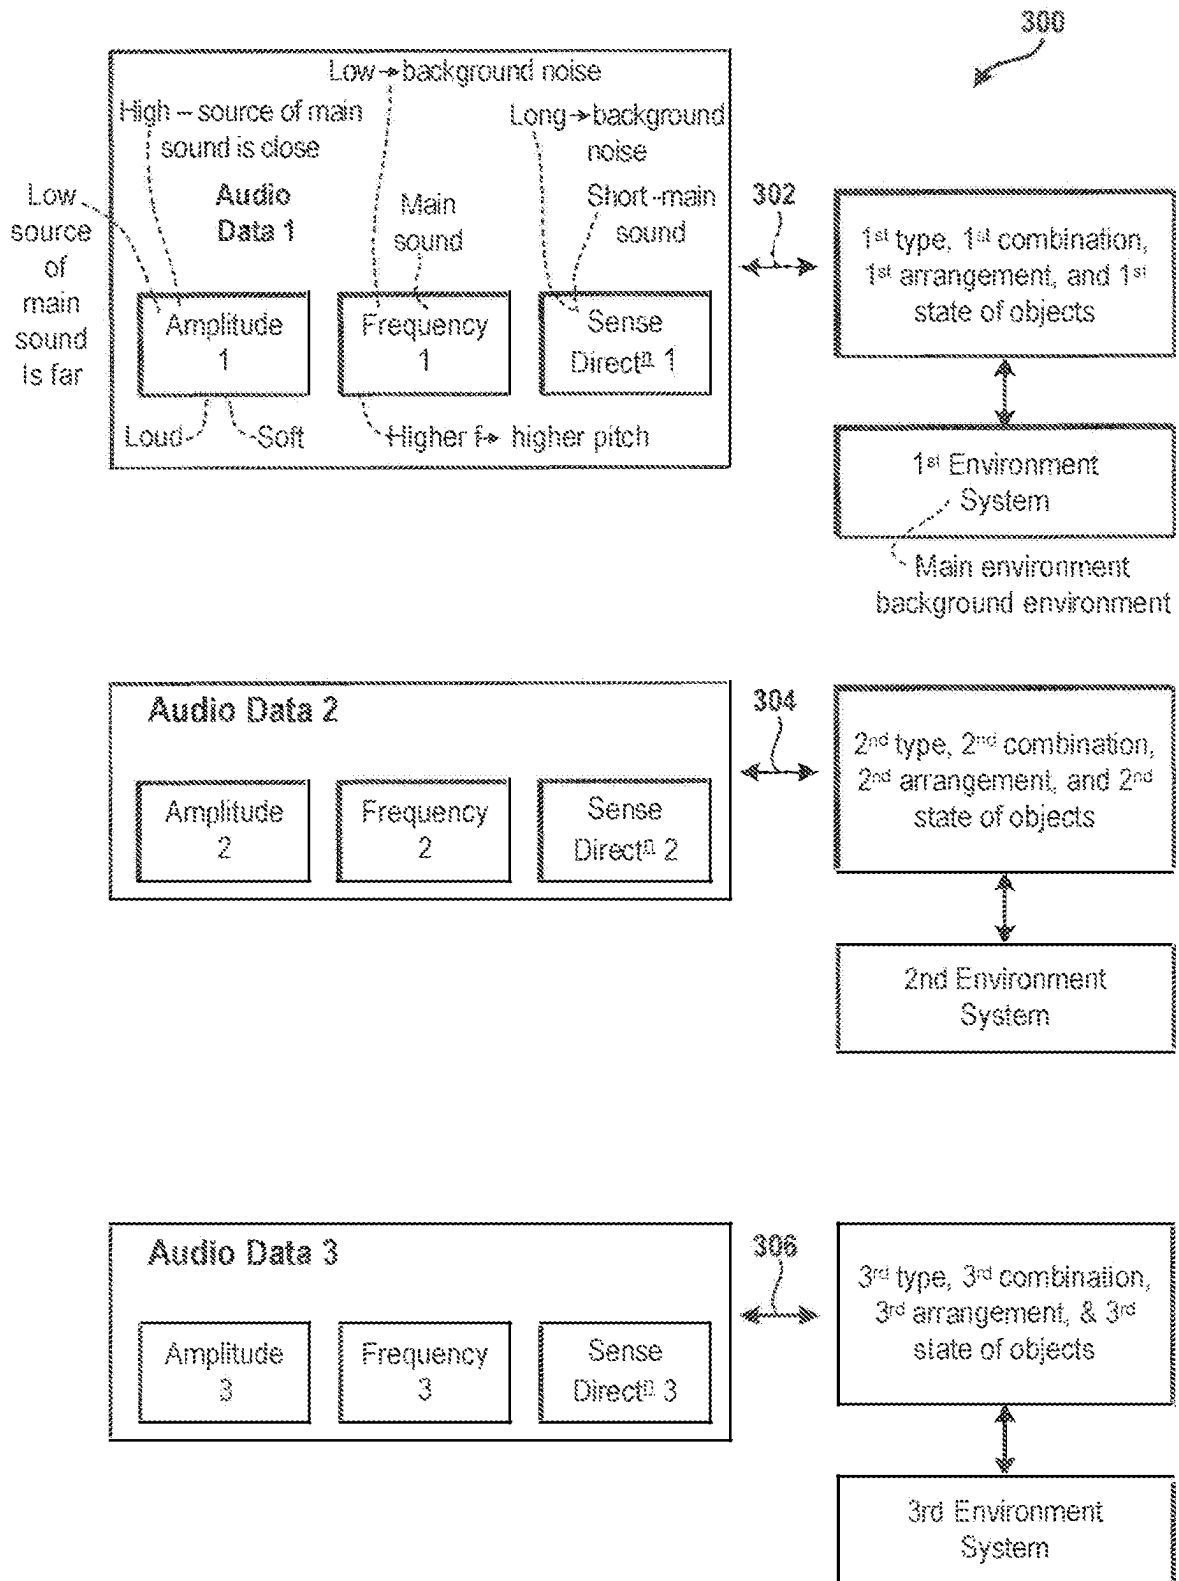 300
Low → background noise
High – source of main
sound is close
Long → background
noise
Low
source
of
main
sound
is far
Audio
Data 1
Main
sound
Short -main
sound
Amplitude
1
Frequency
1
Sense
Directⁿ 1
Loud
Soft
Higher f → higher pitch
302
1st type, 1st combination,
1st arrangement, and 1st
state of objects
1st Environment
System
Main environment
background environment
Audio Data 2
Amplitude
2
Frequency
2
Sense
Directⁿ 2
304
2nd type, 2nd combination,
2nd arrangement, and 2nd
state of objects
2nd Environment
System
Audio Data 3
Amplitude
3
Frequency
3
Sense
Directⁿ 3
306
3rd type, 3rd combination,
3rd arrangement, & 3rd
state of objects
3rd Environment
System